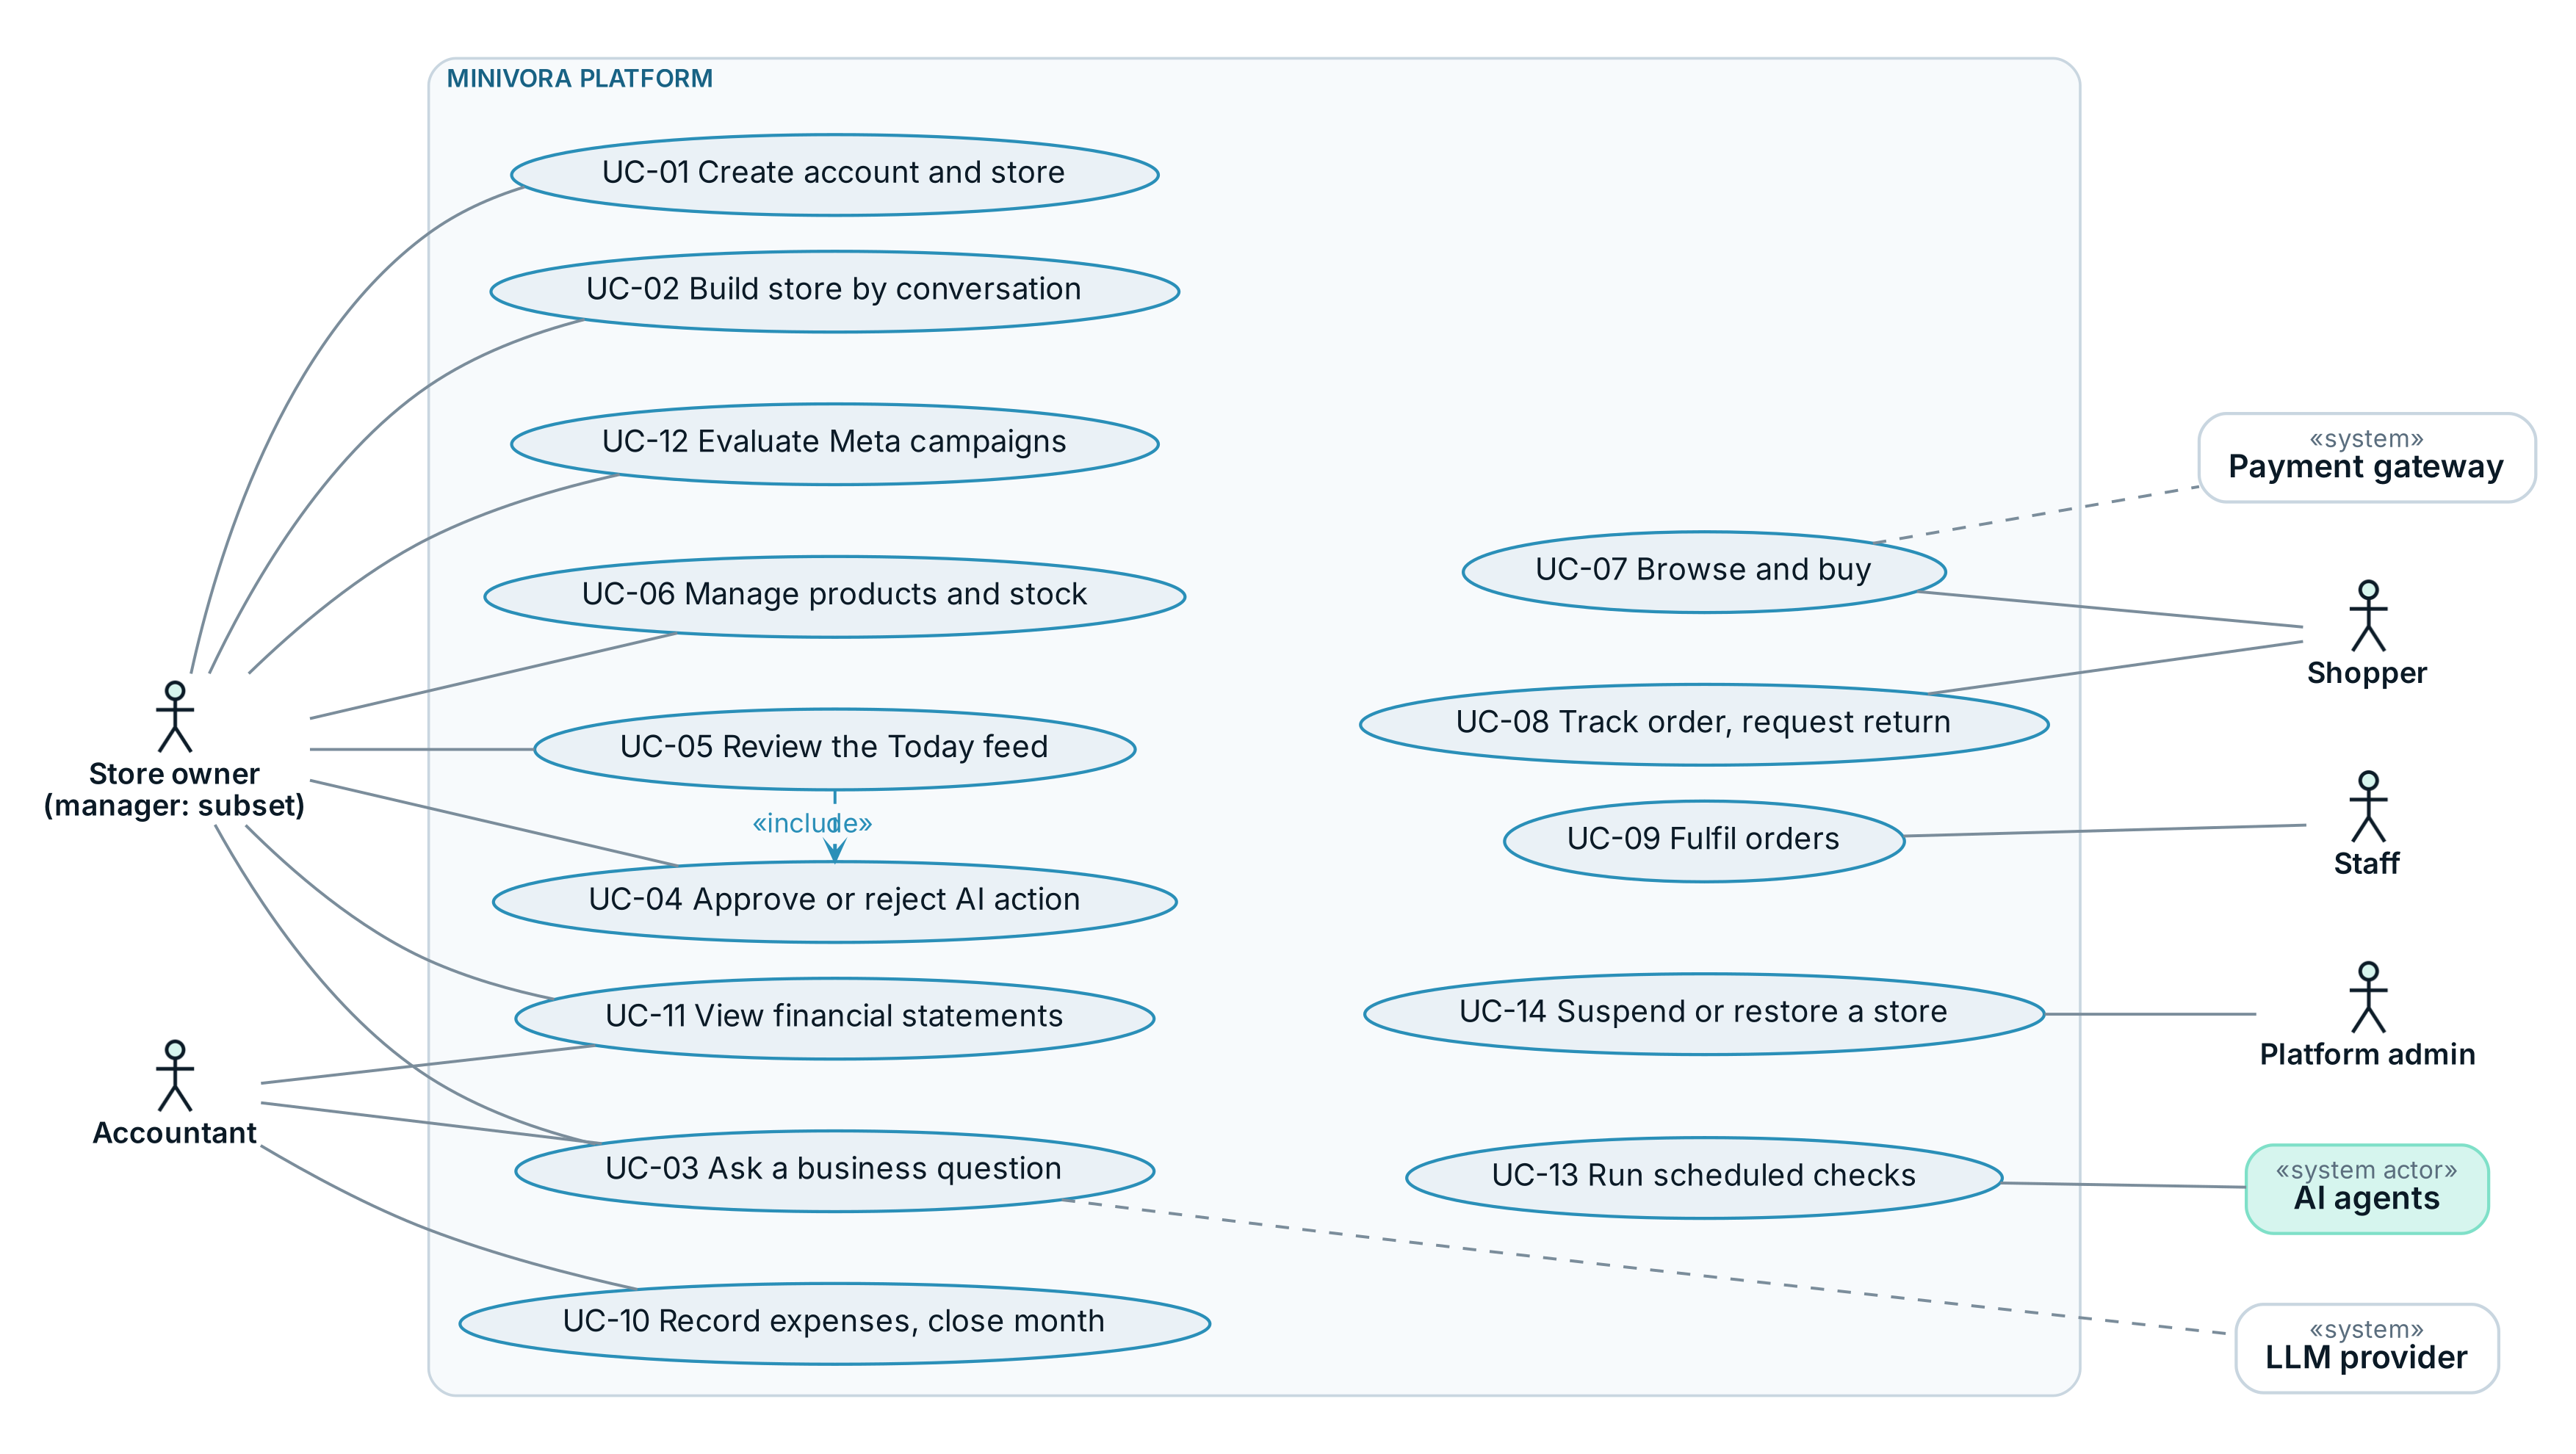 MINIVORA PLATFORM
UC-01 Create account and store
UC-02 Build store by conversation
UC-12 Evaluate Meta campaigns
UC-06 Manage products and stock
UC-05 Review the Today feed
«include»
UC-04 Approve or reject AI action
UC-11 View financial statements
UC-03 Ask a business question
UC-10 Record expenses, close month
Store owner
(manager: subset)
Accountant
UC-07 Browse and buy
UC-08 Track order, request return
UC-09 Fulfil orders
UC-14 Suspend or restore a store
UC-13 Run scheduled checks
«system»
Payment gateway
Shopper
Staff
Platform admin
«system actor»
AI agents
«system»
LLM provider